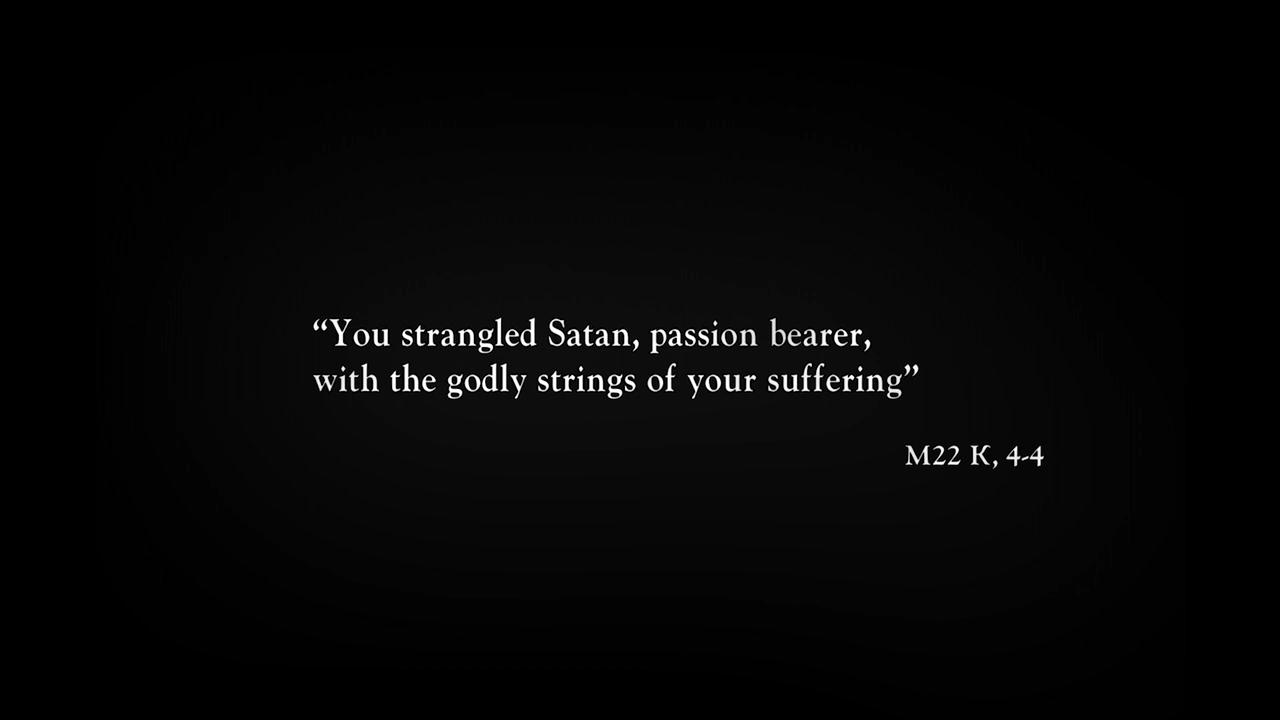 “You strangled Satan, passion bearer,
with the godly strings of your suffering”
M22 K, 4-4